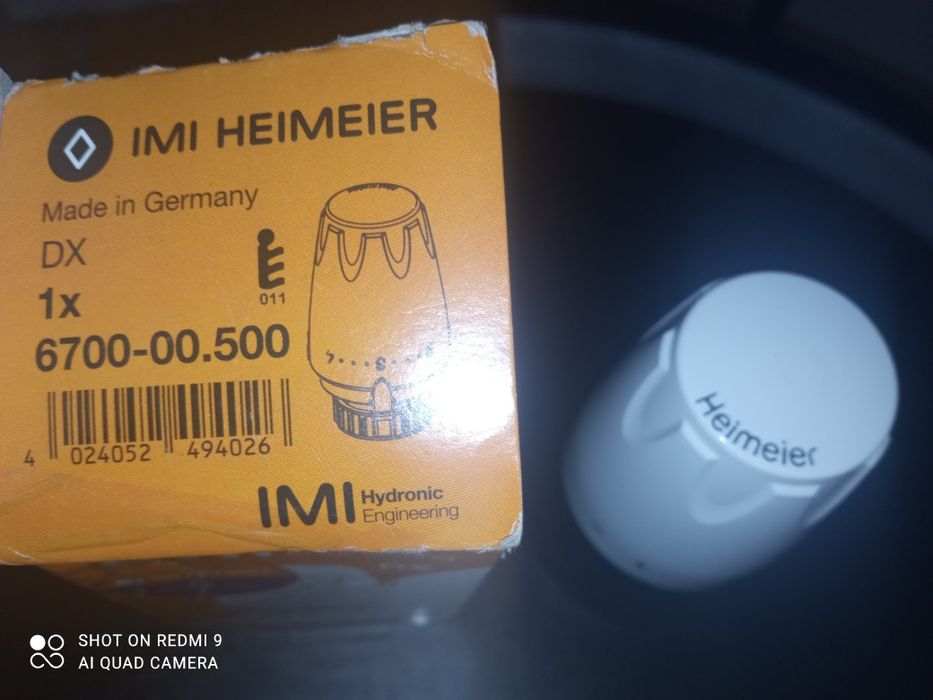 IMI HEIMEIER
Made in Germany
DX
1x
011
6700-00.500
4 024052 494026
IMI Hydronic
Engineering
Heimeier
SHOT ON REDMI 9
AI QUAD CAMERA